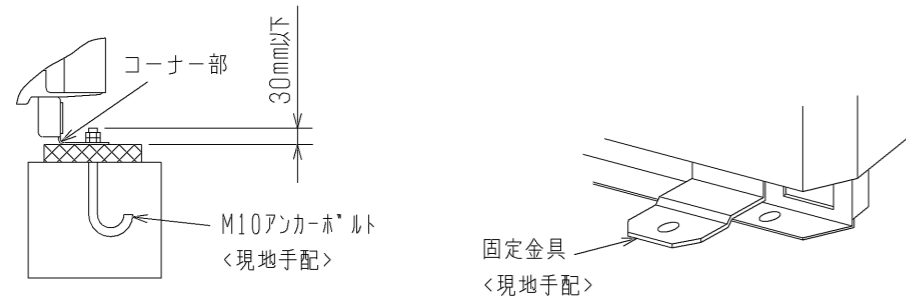 コーナー部
30mm以下
M10アンカーボルト
<現地手配>
固定金具
<現地手配>